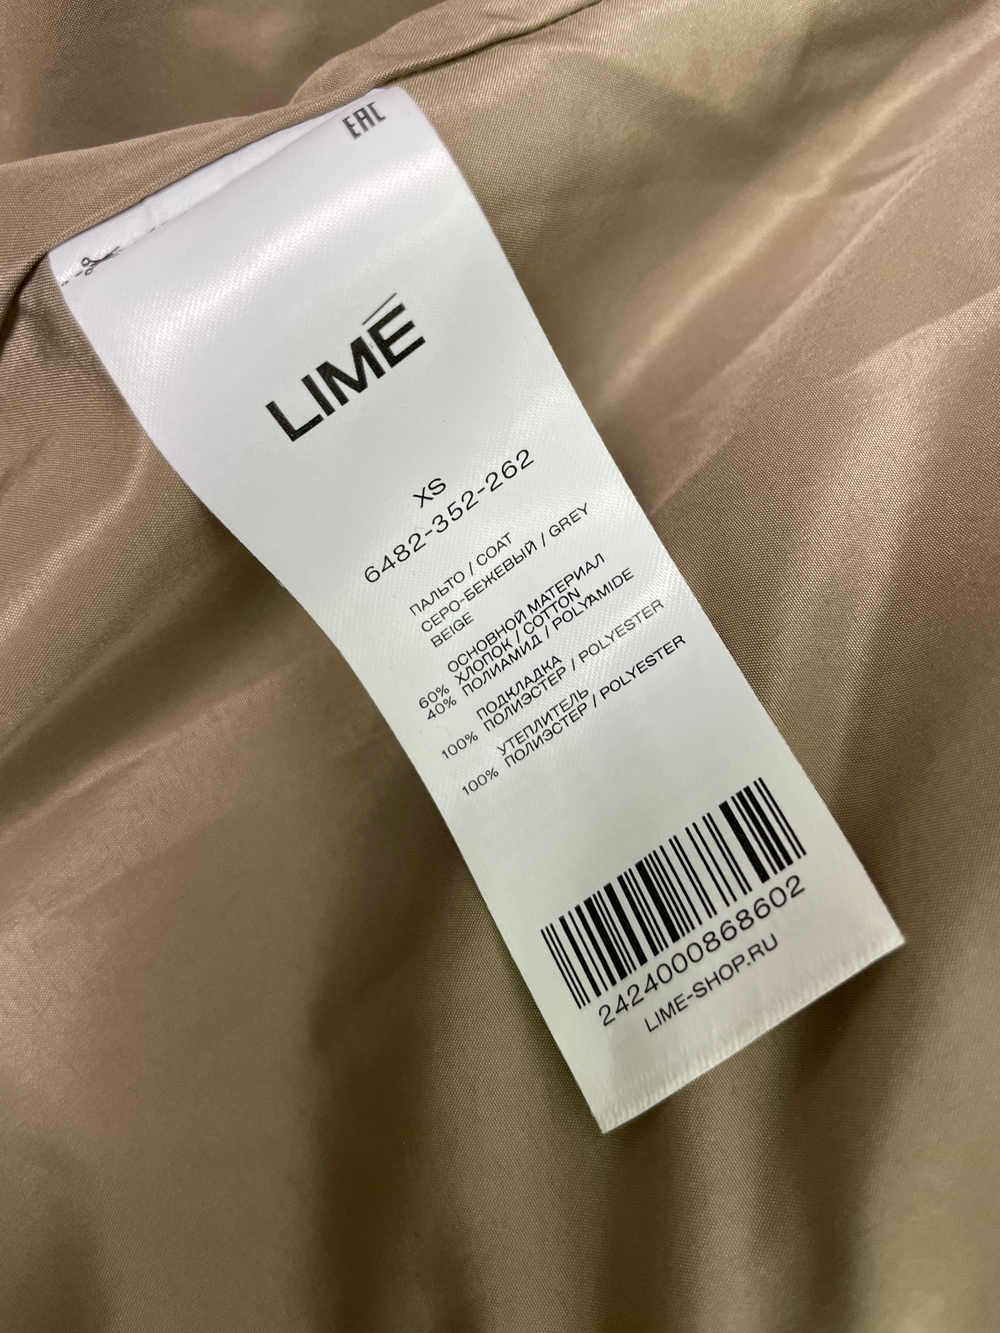 EAC
LIMÉ
XS
6482-352-262
ПАЛЬТО / COAT
СЕРО-БЕЖЕВЫЙ / GREY
BEIGE
ОСНОВНОЙ МАТЕРИАЛ
60% ХЛОПОК / COTTON
40% ПОЛИАМИД / POLYAMIDE
ПОДКЛАДКА
100% ПОЛИЭСТЕР / POLYESTER
УТЕПЛИТЕЛЬ
100% ПОЛИЭСТЕР / POLYESTER
2424000868602
LIME-SHOP.RU